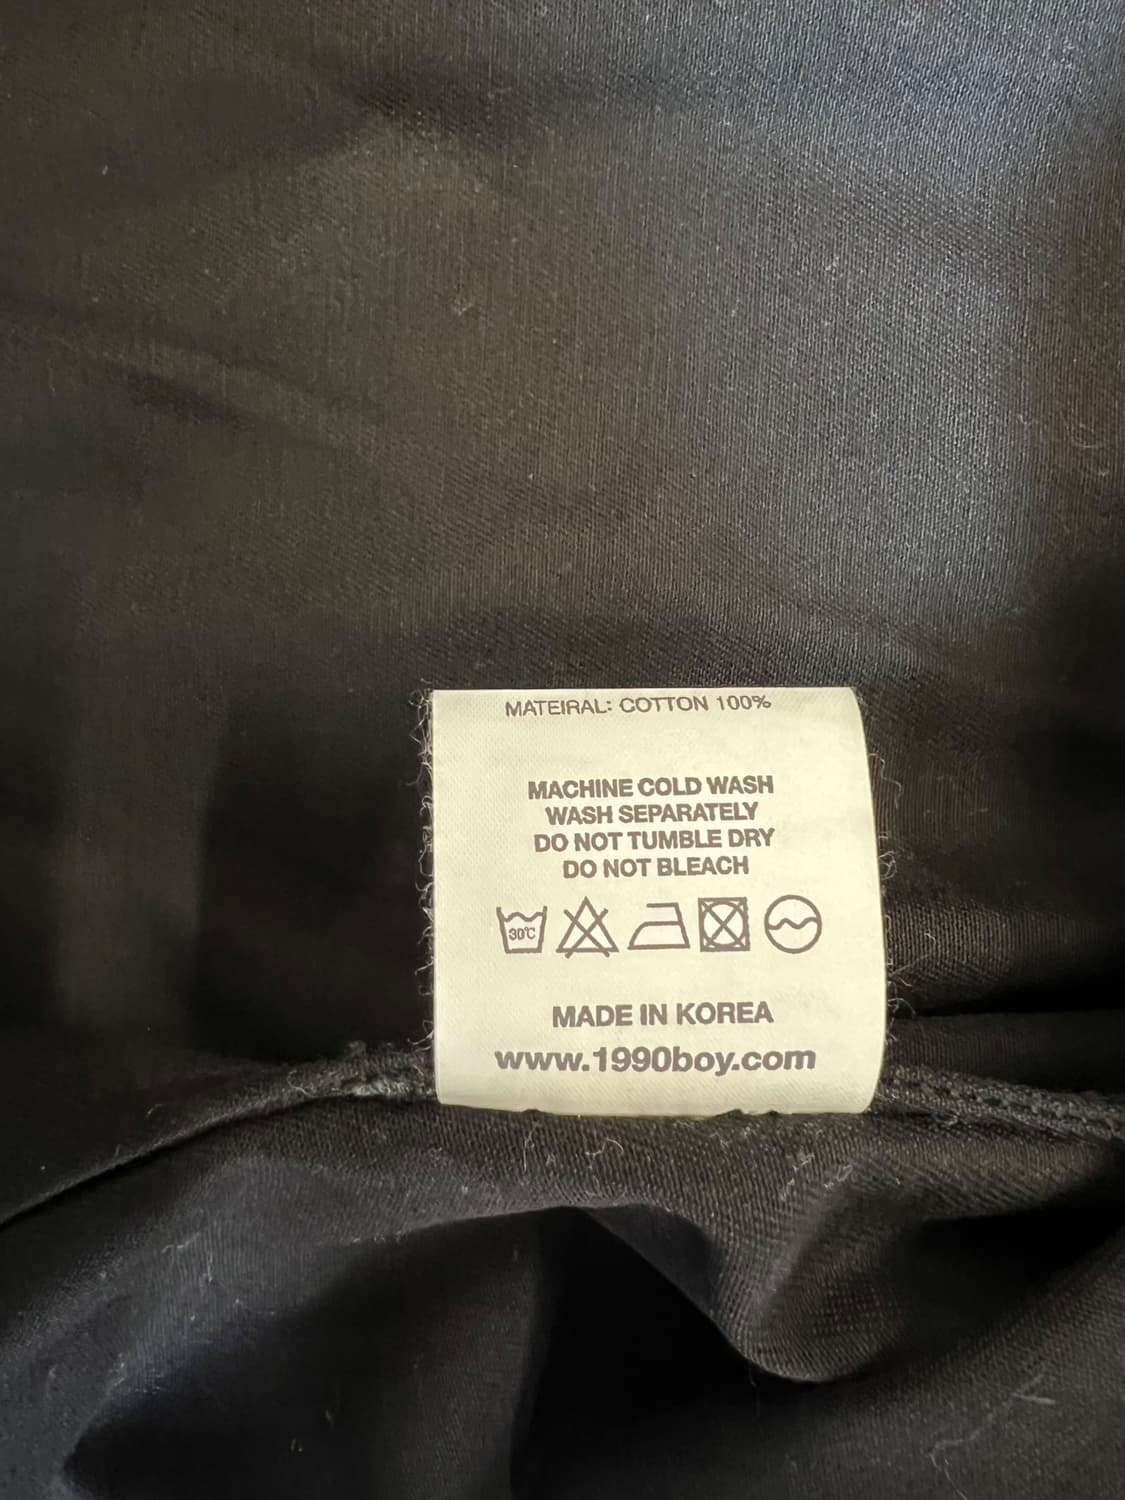 MATEIRAL: COTTON 100%
MACHINE COLD WASH
WASH SEPARATELY
DO NOT TUMBLE DRY
DO NOT BLEACH
30℃
MADE IN KOREA
www.1990boy.com